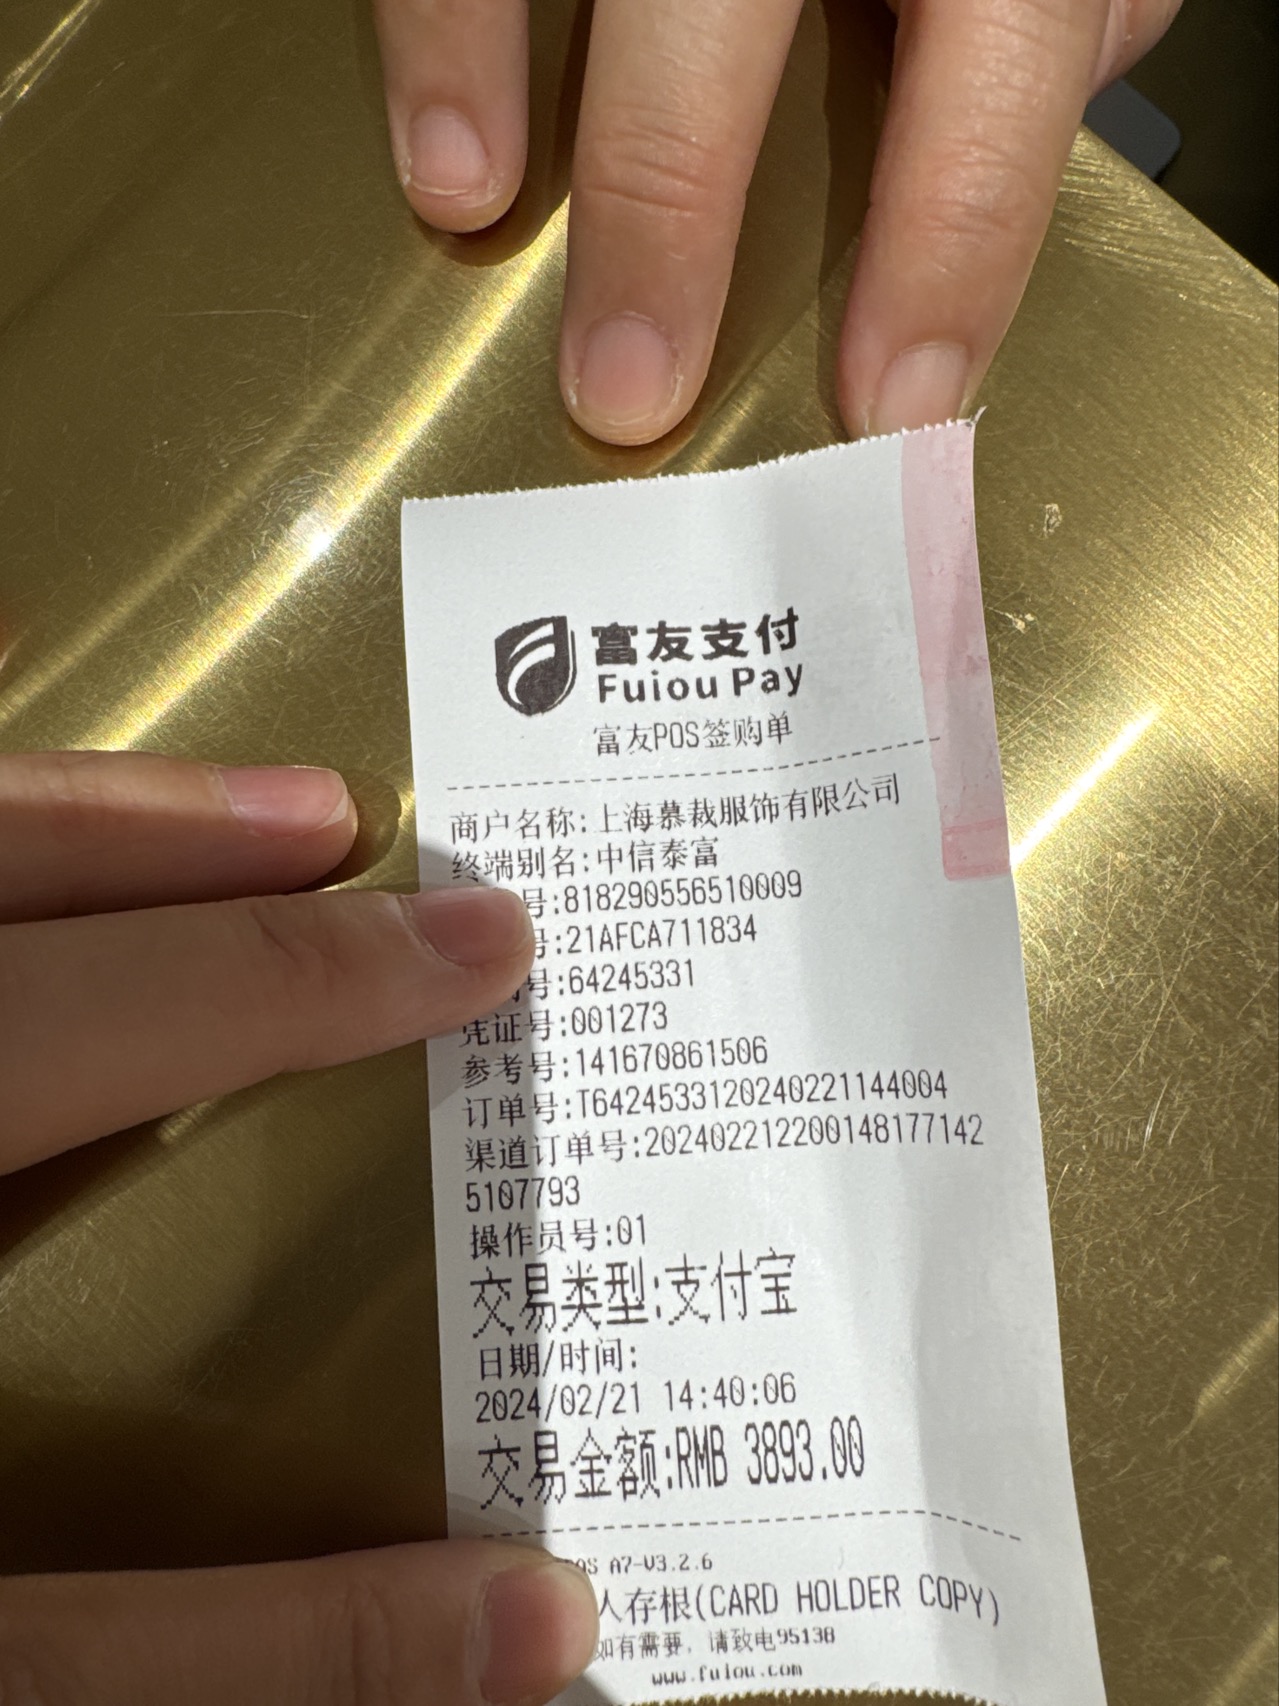 富友支付
Fuiou Pay
富友POS签购单
商户名称:上海慕裁服饰有限公司
终端别名:中信泰富
号:818290556510009
号:21AFCA711834
号:64245331
凭证号:001273
参考号:141670861506
订单号:T6424533120240221144004
渠道订单号:2024022122001481771425107793
操作员号:01
交易类型:支付宝
日期/时间:
2024/02/21 14:40:06
交易金额:RMB 3893.00
A7-V3.2.6
人存根(CARD HOLDER COPY)
如有需要，请致电95138
www.fuiou.com